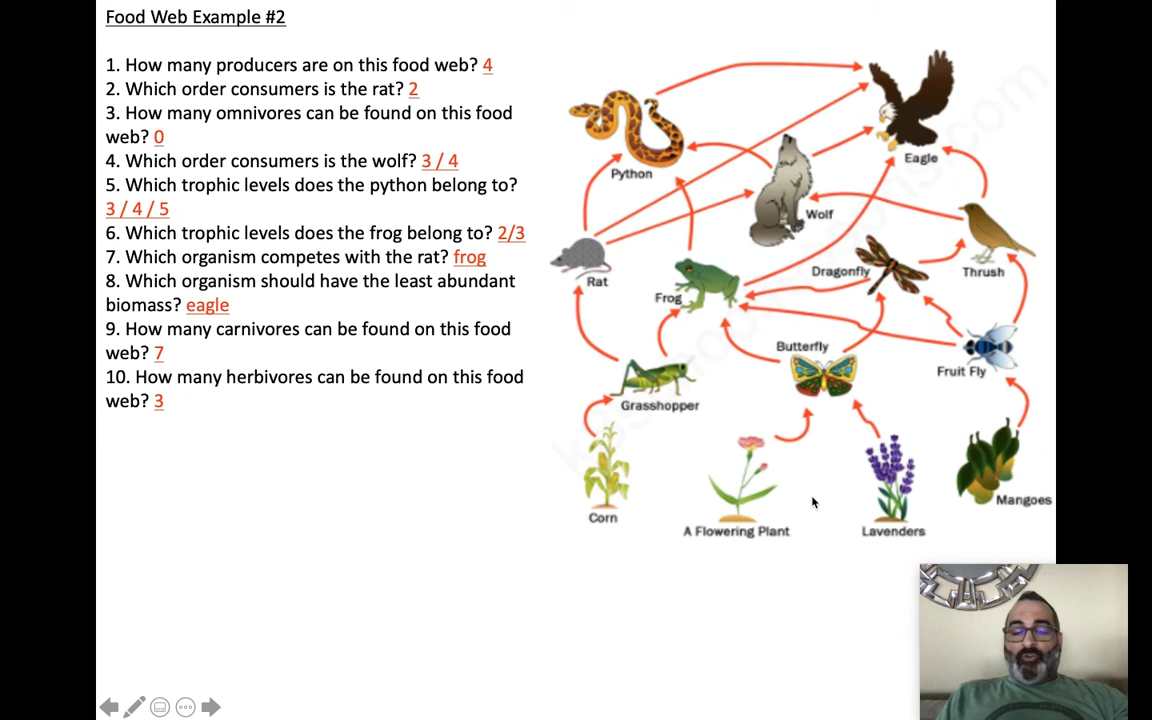 Food Web Example #2
1. How many producers are on this food web? 4
2. Which order consumers is the rat? 2
3. How many omnivores can be found on this food
web? 0
4. Which order consumers is the wolf? 3 / 4
5. Which trophic levels does the python belong to?
3 / 4 / 5
6. Which trophic levels does the frog belong to? 2/3
7. Which organism competes with the rat? frog
8. Which organism should have the least abundant
biomass? eagle
9. How many carnivores can be found on this food
web? 7
10. How many herbivores can be found on this food
web? 3
Eagle
Python
Wolf
Rat
Frog
Dragonfly
Thrush
Butterfly
Fruit Fly
Grasshopper
Corn
A Flowering Plant
Lavenders
Mangoes